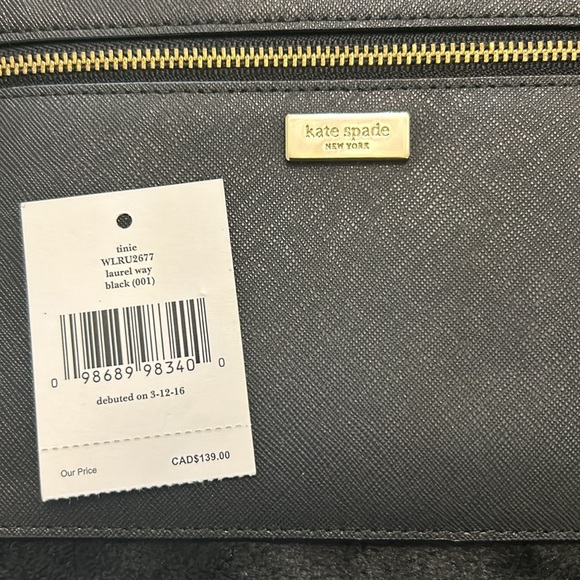 kate spade
NEW YORK
tinie
WLRU2677
laurel way
black (001)
0 98689 98340 0
debuted on 3-12-16
Our Price CAD$139.00